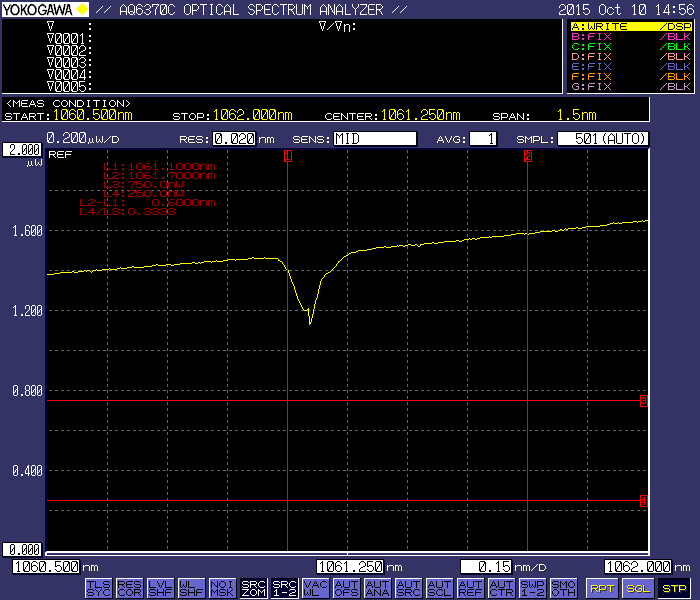 YOKOGAWA // AQ6370C OPTICAL SPECTRUM ANALYZER // 2015 Oct 10 14:56
∇ : ∇/∇n:
∇0001:
∇0002:
∇0003:
∇0004:
∇0005:
A:WRITE /DSP
B:FIX /BLK
C:FIX /BLK
D:FIX /BLK
E:FIX /BLK
F:FIX /BLK
G:FIX /BLK
<MEAS CONDITION>
START:1060.500nm STOP:1062.000nm CENTER:1061.250nm SPAN: 1.5nm
0.200μW/D RES: 0.020 nm SENS: MID AVG: 1 SMPL: 501(AUTO)
2.000
μW
REF
1
2
L1:1061.1000nm
L2:1061.7000nm
L3:760.0nW
L4:250.0nW
L2-L1: 0.6000nm
L4/L3:0.3333
1.600
1.200
0.800
3
0.400
4
0.000
1060.500 nm 1061.250 nm 0.15 nm/D 1062.000 nm
TLS SYC RES COR LVL SHF WL SHF NOI MSK SRC ZOM SRC 1-2 VAC WL AUT OFS AUT ANA AUT SRC AUT SCL AUT REF AUT CTR SWP 1-2 SMO OTH RPT SGL STP